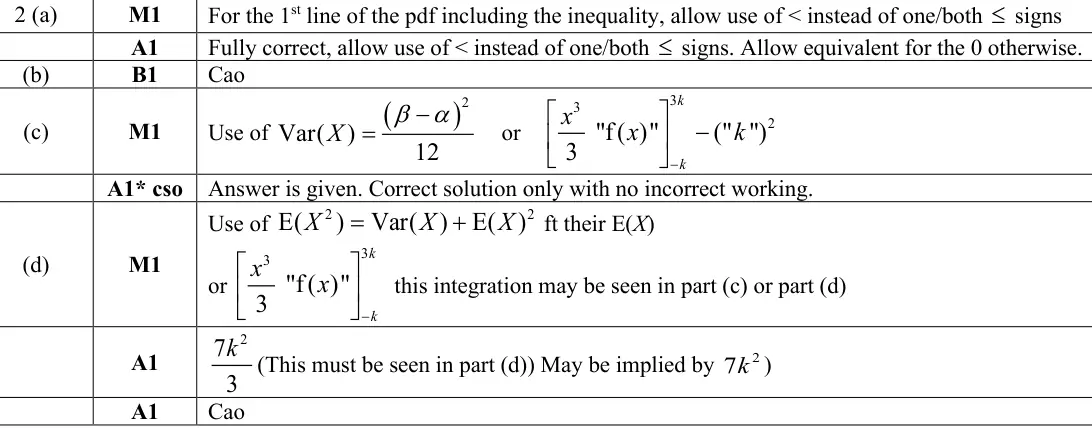 2 (a) M1 For the 1st line of the pdf including the inequality, allow use of < instead of one/both ≤ signs
A1 Fully correct, allow use of < instead of one/both ≤ signs. Allow equivalent for the 0 otherwise.
(b) B1 Cao
(c) M1 Use of Var(X) = (β − α)² / 12 or [x³/3 "f(x)"]₋ₖ³ᵏ − ("k")²
A1* cso Answer is given. Correct solution only with no incorrect working.
(d) M1 Use of E(X²) = Var(X) + E(X)² ft their E(X)
or [x³/3 "f(x)"]₋ₖ³ᵏ this integration may be seen in part (c) or part (d)
A1 7k²/3 (This must be seen in part (d)) May be implied by 7k² )
A1 Cao